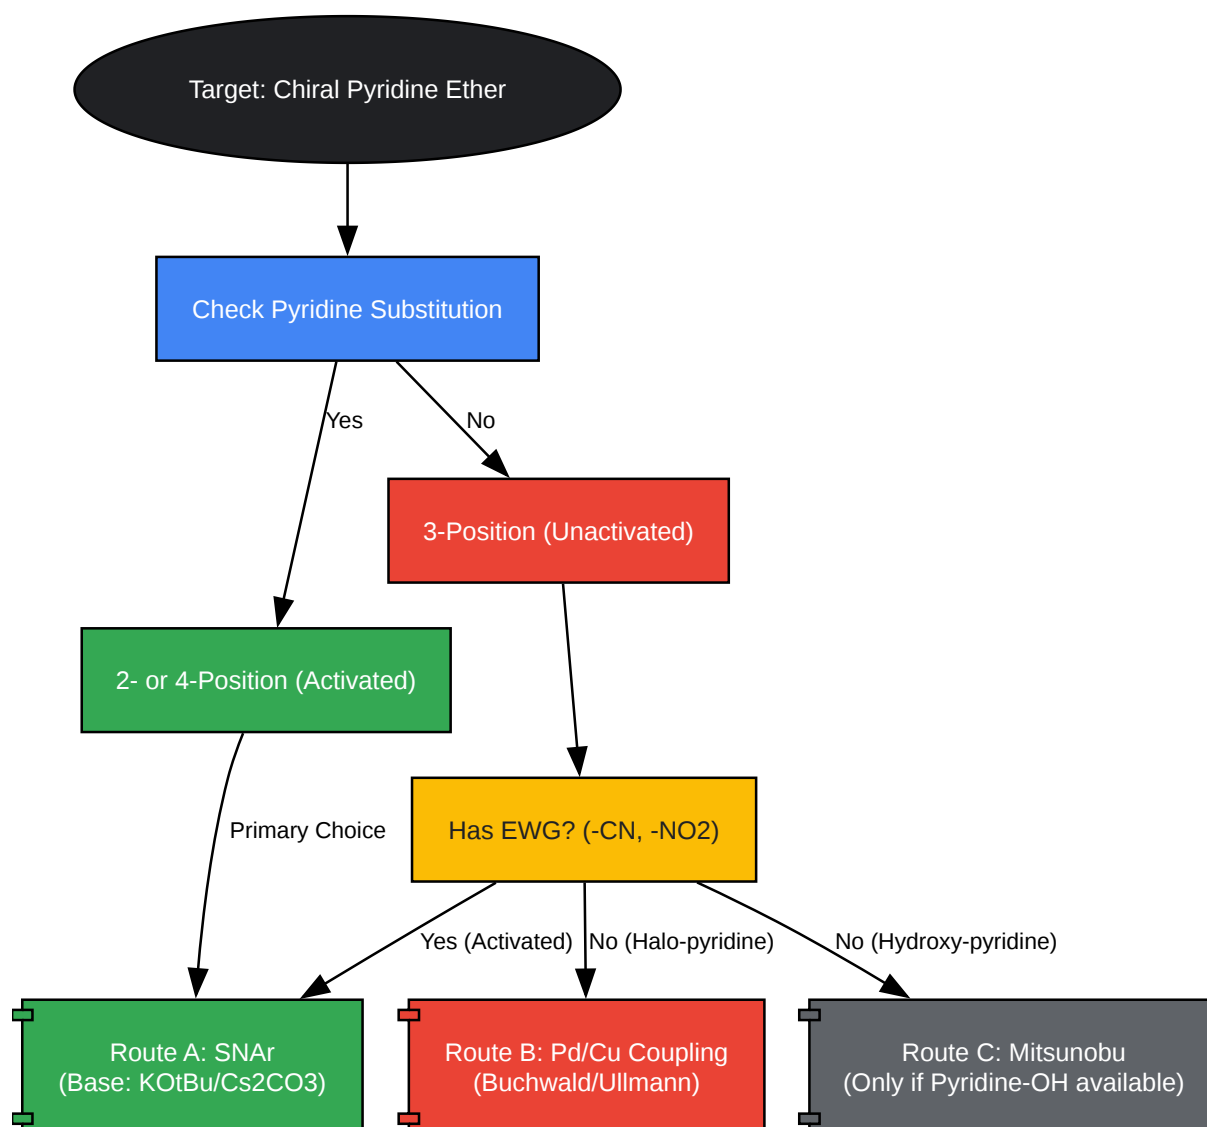 Target: Chiral Pyridine Ether
Check Pyridine Substitution
Yes
No
3-Position (Unactivated)
2- or 4-Position (Activated)
Primary Choice
Has EWG? (-CN, -NO2)
Yes (Activated)
No (Halo-pyridine)
No (Hydroxy-pyridine)
Route A: SNAr
(Base: KOtBu/Cs2CO3)
Route B: Pd/Cu Coupling
(Buchwald/Ullmann)
Route C: Mitsunobu
(Only if Pyridine-OH available)